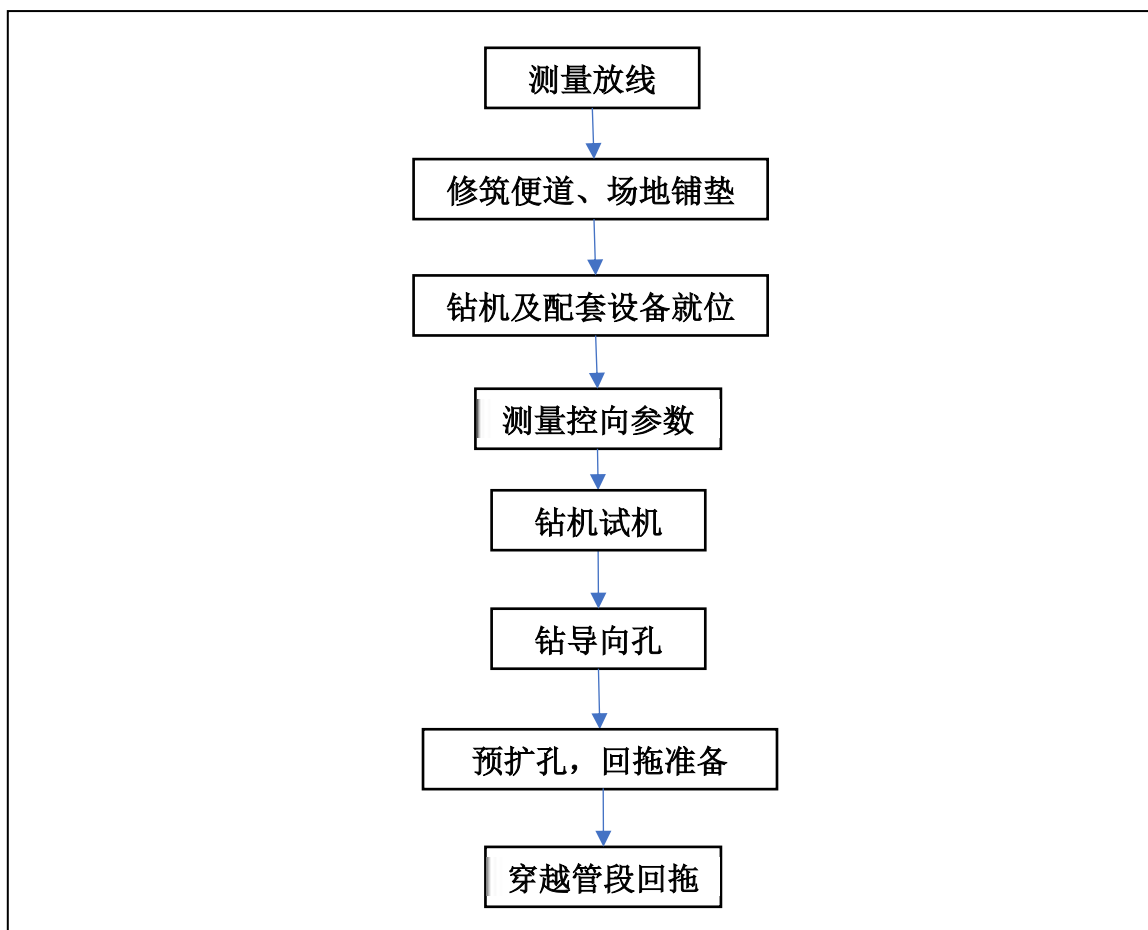 测量放线
修筑便道、场地铺垫
钻机及配套设备就位
测量控向参数
钻机试机
钻导向孔
预扩孔，回拖准备
穿越管段回拖